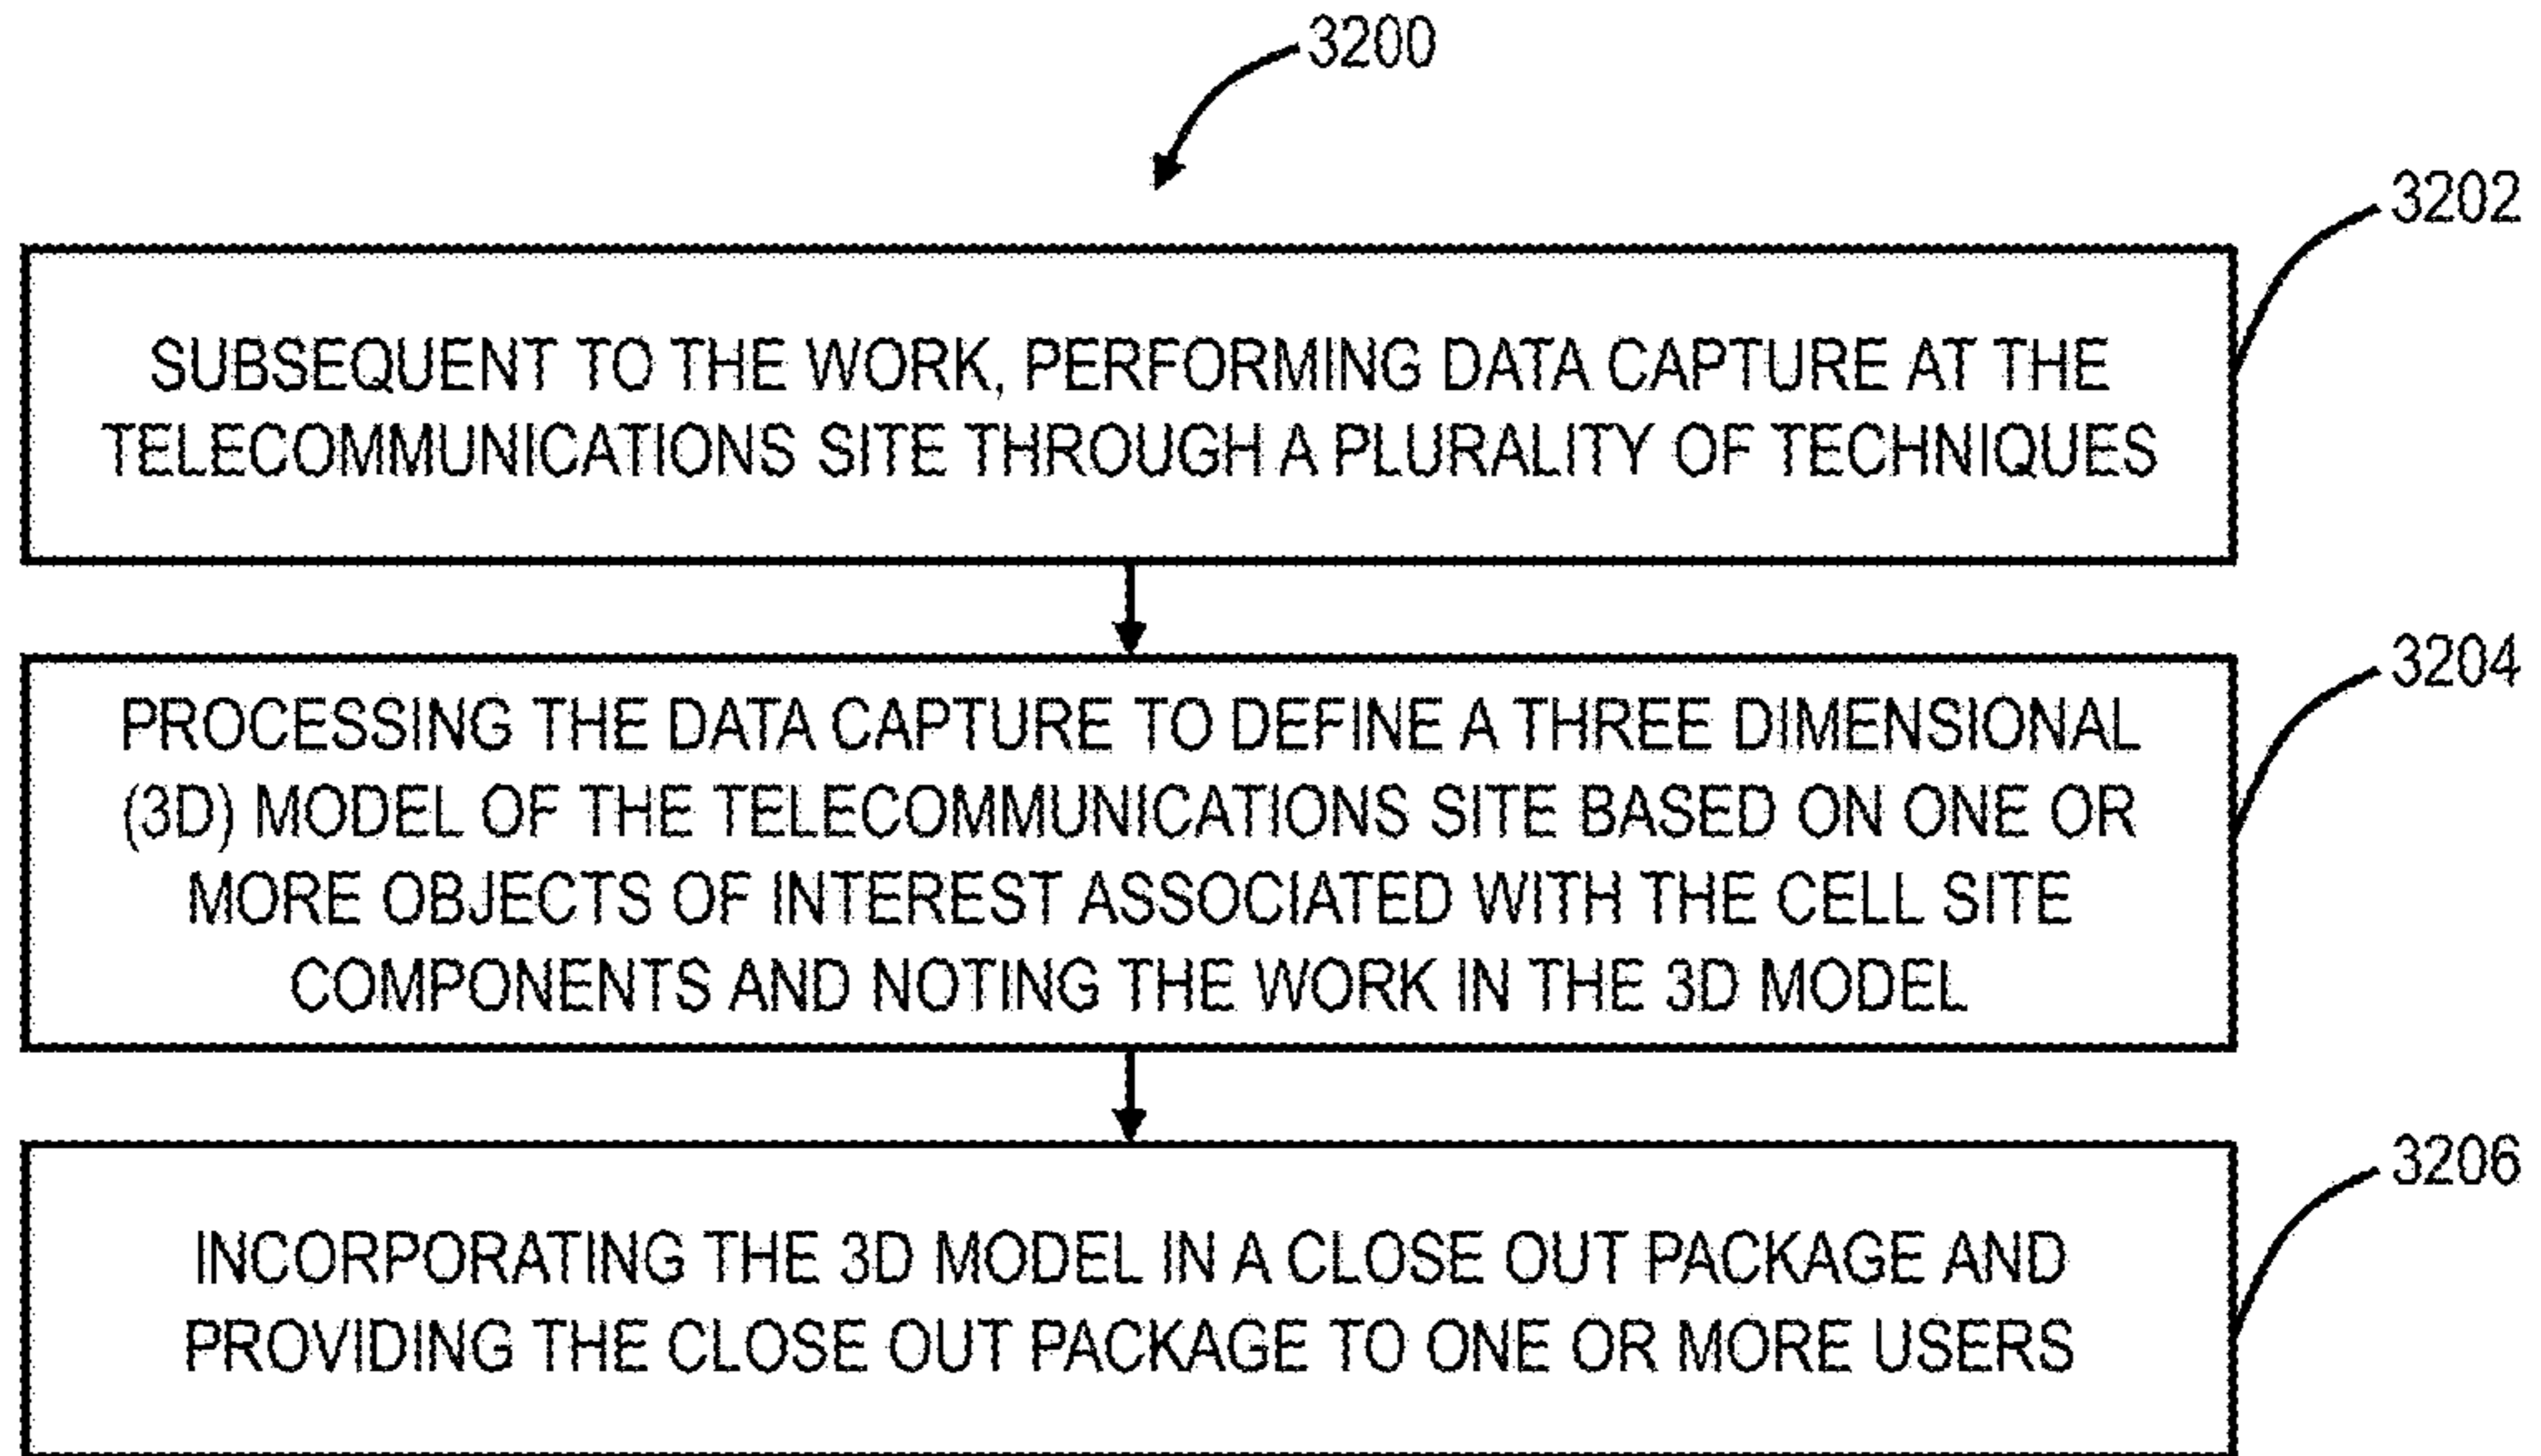 3200
3202
SUBSEQUENT TO THE WORK, PERFORMING DATA CAPTURE AT THE
TELECOMMUNICATIONS SITE THROUGH A PLURALITY OF TECHNIQUES
3204
PROCESSING THE DATA CAPTURE TO DEFINE A THREE DIMENSIONAL
(3D) MODEL OF THE TELECOMMUNICATIONS SITE BASED ON ONE OR
MORE OBJECTS OF INTEREST ASSOCIATED WITH THE CELL SITE
COMPONENTS AND NOTING THE WORK IN THE 3D MODEL
3206
INCORPORATING THE 3D MODEL IN A CLOSE OUT PACKAGE AND
PROVIDING THE CLOSE OUT PACKAGE TO ONE OR MORE USERS